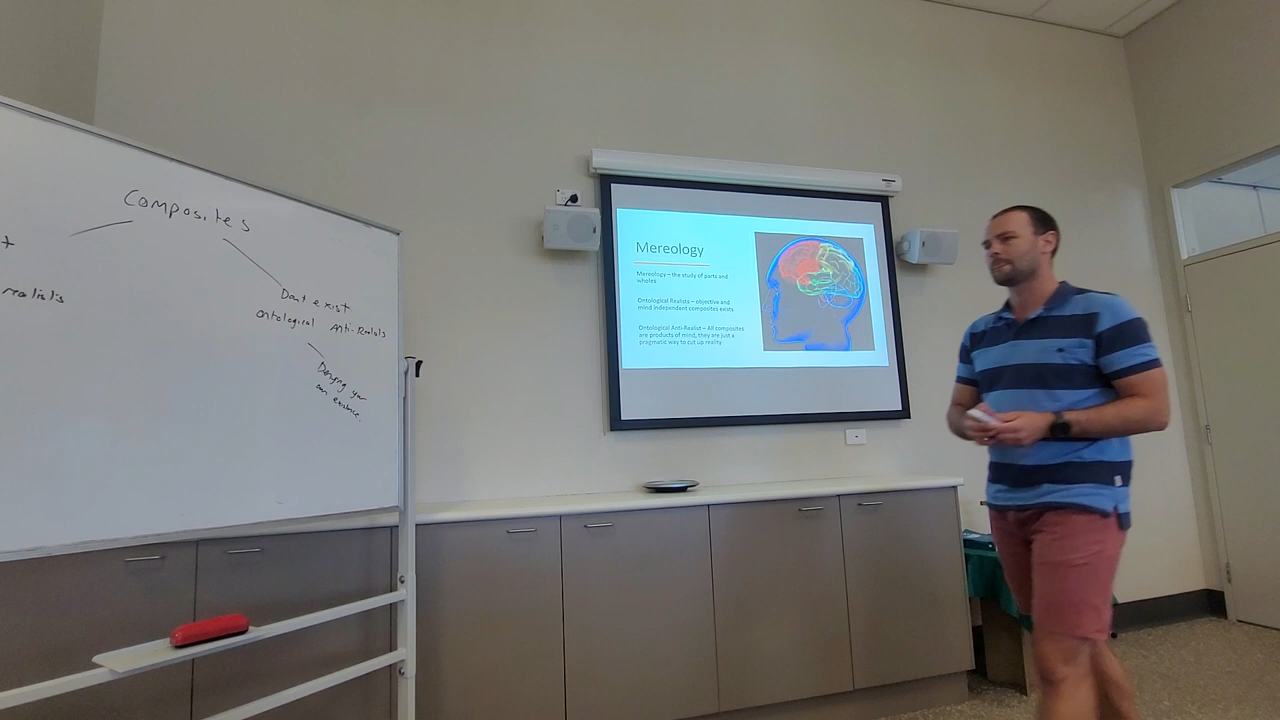 Composites
realists
Dont exist
Ontological Anti-Realists
Denying your
own existence.
Mereology
Mereology – the study of parts and
wholes
Ontological Realists – objective and
mind independent composites exists
Ontological Anti-Realist – All composites
are products of mind, they are just a
pragmatic way to cut up reality